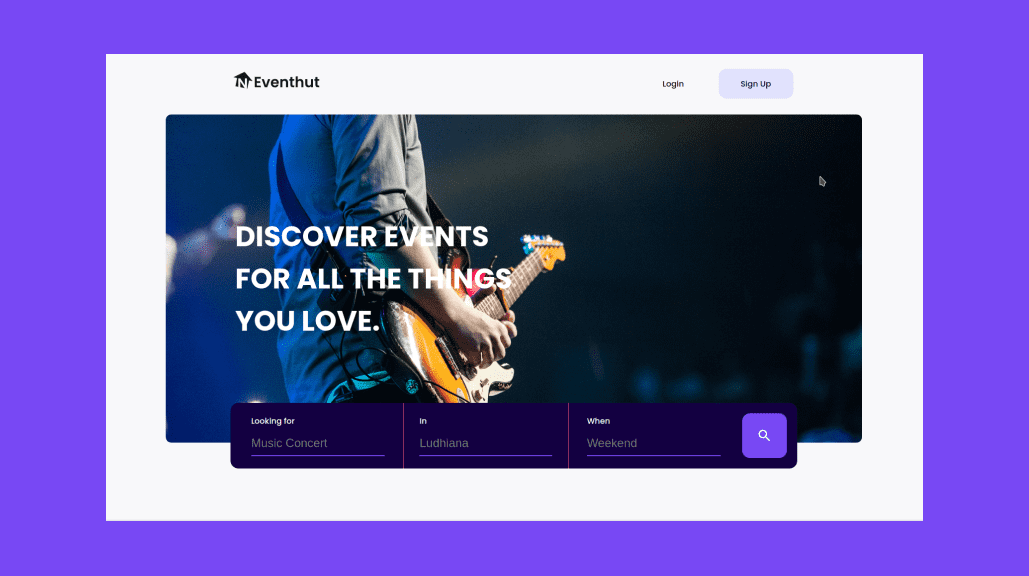 Eventhut
Login
Sign Up
DISCOVER EVENTS
FOR ALL THE THINGS
YOU LOVE.
Looking for
In
When
Music Concert
Ludhiana
Weekend